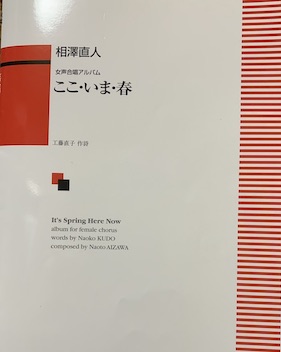 相澤直人
女声合唱アルバム
ここ・いま・春
工藤直子 作詩
It's Spring Here Now
album for female chorus
words by Naoko KUDO
composed by Naoto AIZAWA